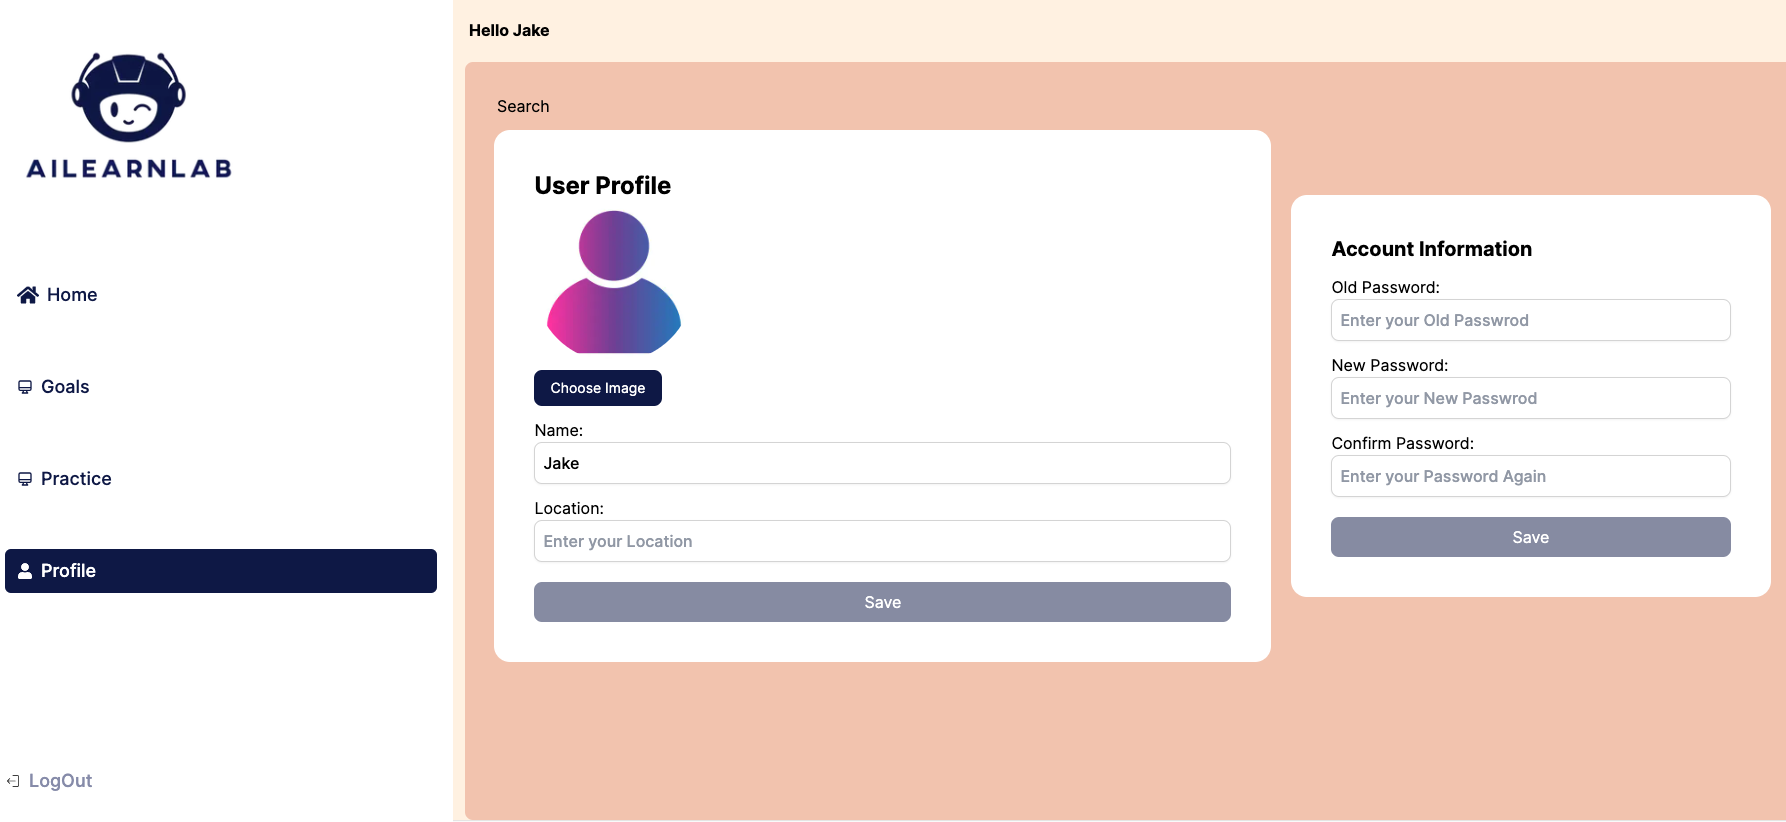 AILEARNLAB
Home
Goals
Practice
Profile
LogOut
Hello Jake
Search
User Profile
Choose Image
Name:
Jake
Location:
Enter your Location
Save
Account Information
Old Password:
Enter your Old Passwrod
New Password:
Enter your New Passwrod
Confirm Password:
Enter your Password Again
Save